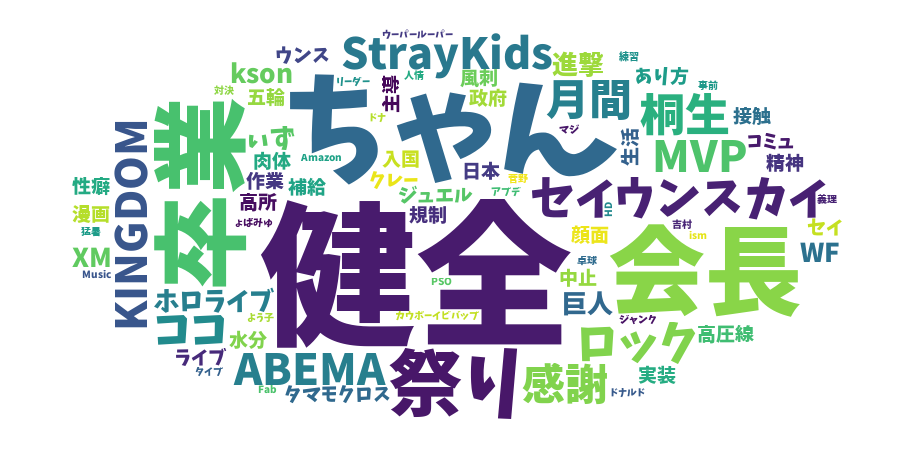 ウーパールーパー
StrayKids
ウンス
進撃
練習
kson
リーダー
人情
風刺
あり方
対決
五輪
主導
政府
月間
事前
ちゃん
ドナ
桐生
接触
マジ
KINGDOM
卒業
いず
生活
コミュ
肉体
Amazon
入国
日本
MVP
精神
性癖
作業
補給
クレー
菅野
セイウンスカイ
漫画
高所
ジュエル
アプデ
HD
義理
猛暑
よばみゅ
規制
顔面
吉村
セイ
健全
ism
会長
XM
Music
卓球
WF
PSO
中止
ホロライブ
巨人
ココ
よう子
カウボーイビバップ
ジャンク
ロック
高圧線
水分
ライブ
タイプ
ABEMA
祭り
感謝
実装
Fab
タマモクロス
ドナルド